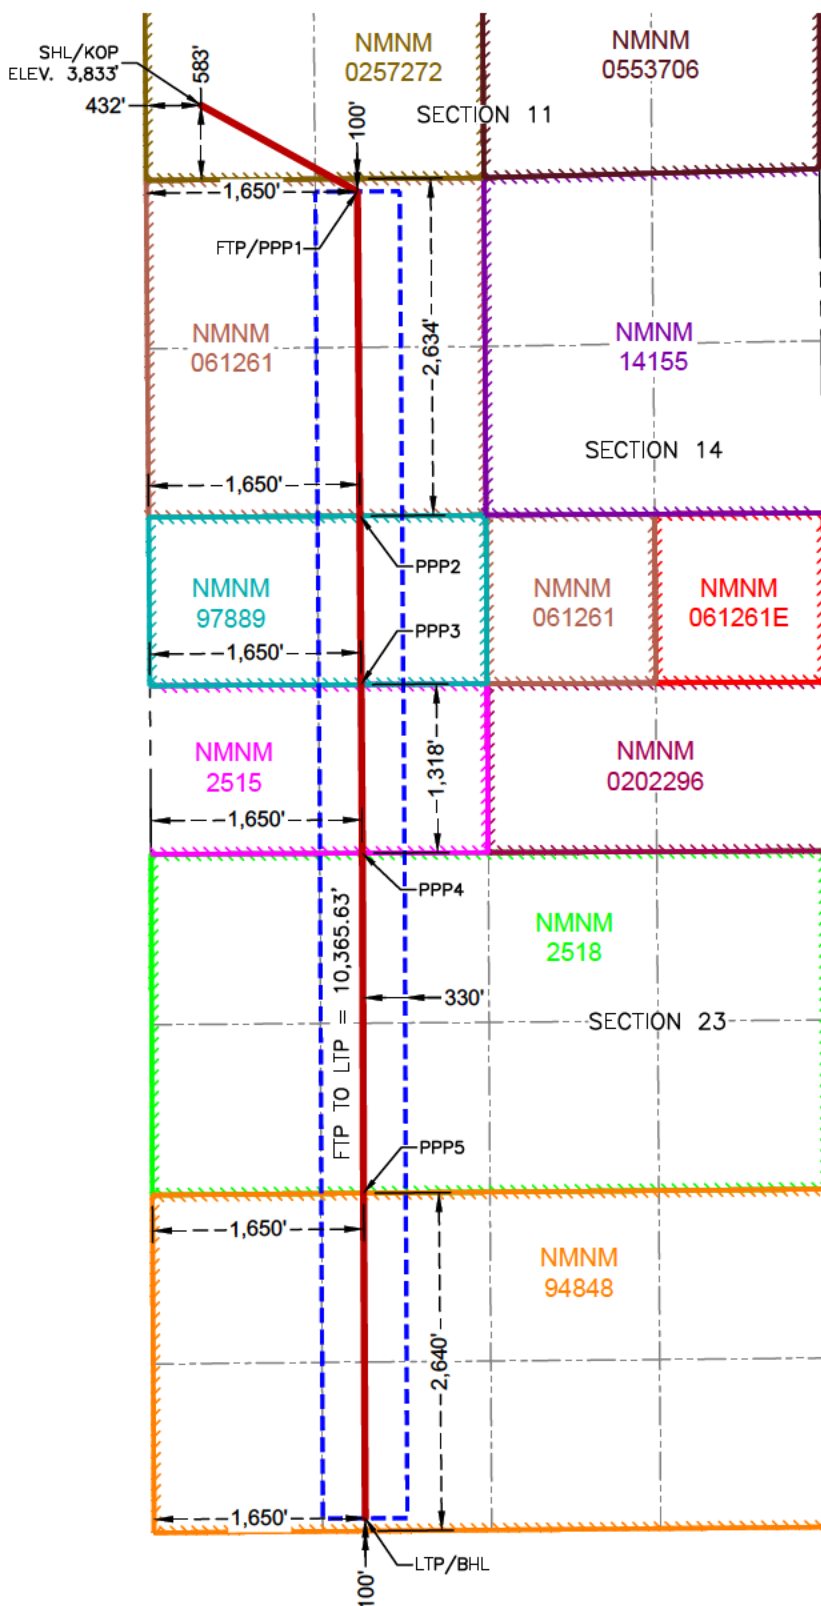 NMNM
0257272
NMNM
0553706
SHL/KOP
ELEV. 3,833'
583'
432'
SECTION 11
100'
1,650'
FTP/PPP1
NMNM
061261
2,634'
NMNM
14155
SECTION 14
1,650'
PPP2
NMNM
97889
NMNM
061261
NMNM
061261E
PPP3
1,650'
NMNM
2515
1,318'
NMNM
0202296
1,650'
PPP4
FTP TO LTP = 10,365.63'
NMNM
2518
330'
SECTION 23
PPP5
1,650'
NMNM
94848
2,640'
1,650'
LTP/BHL
100'